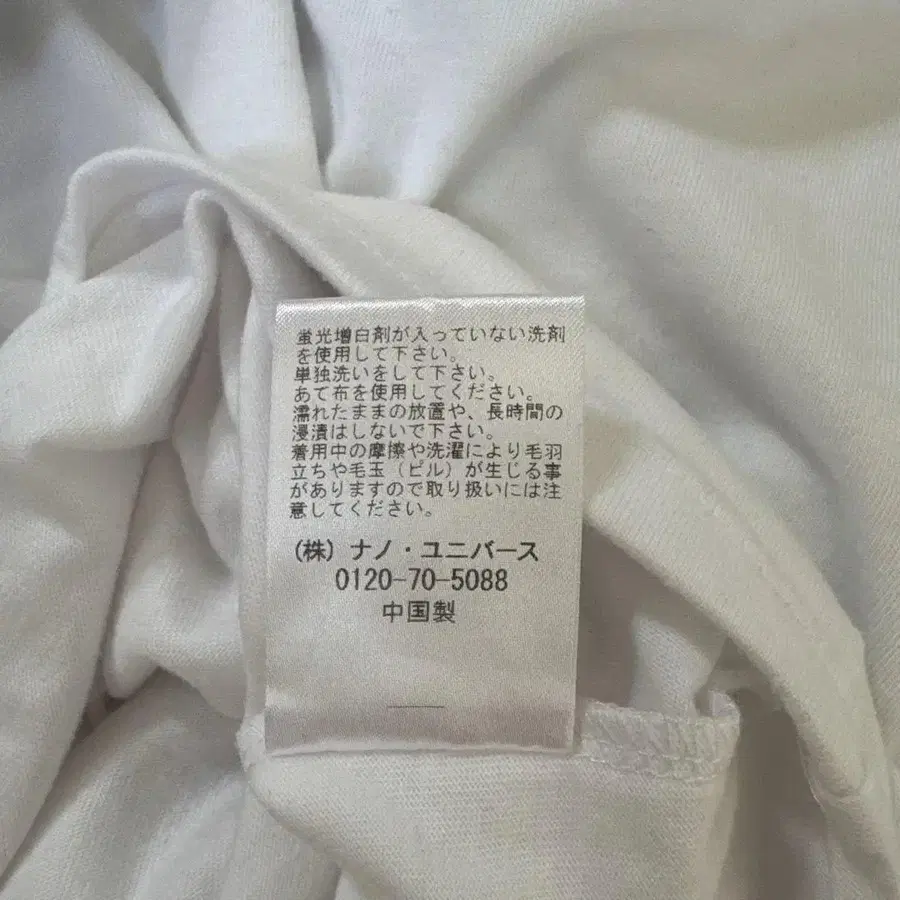 蛍光増白剤が入っていない洗剤
を使用して下さい。
単独洗いをして下さい。
あて布を使用してください。
濡れたままの放置や、長時間の
浸漬はしないで下さい。
着用中の摩擦や洗濯により毛羽
立ちや毛玉（ピル）が生じる事
がありますので取り扱いには注
意してください。
(株) ナノ・ユニバース
0120-70-5088
中国製